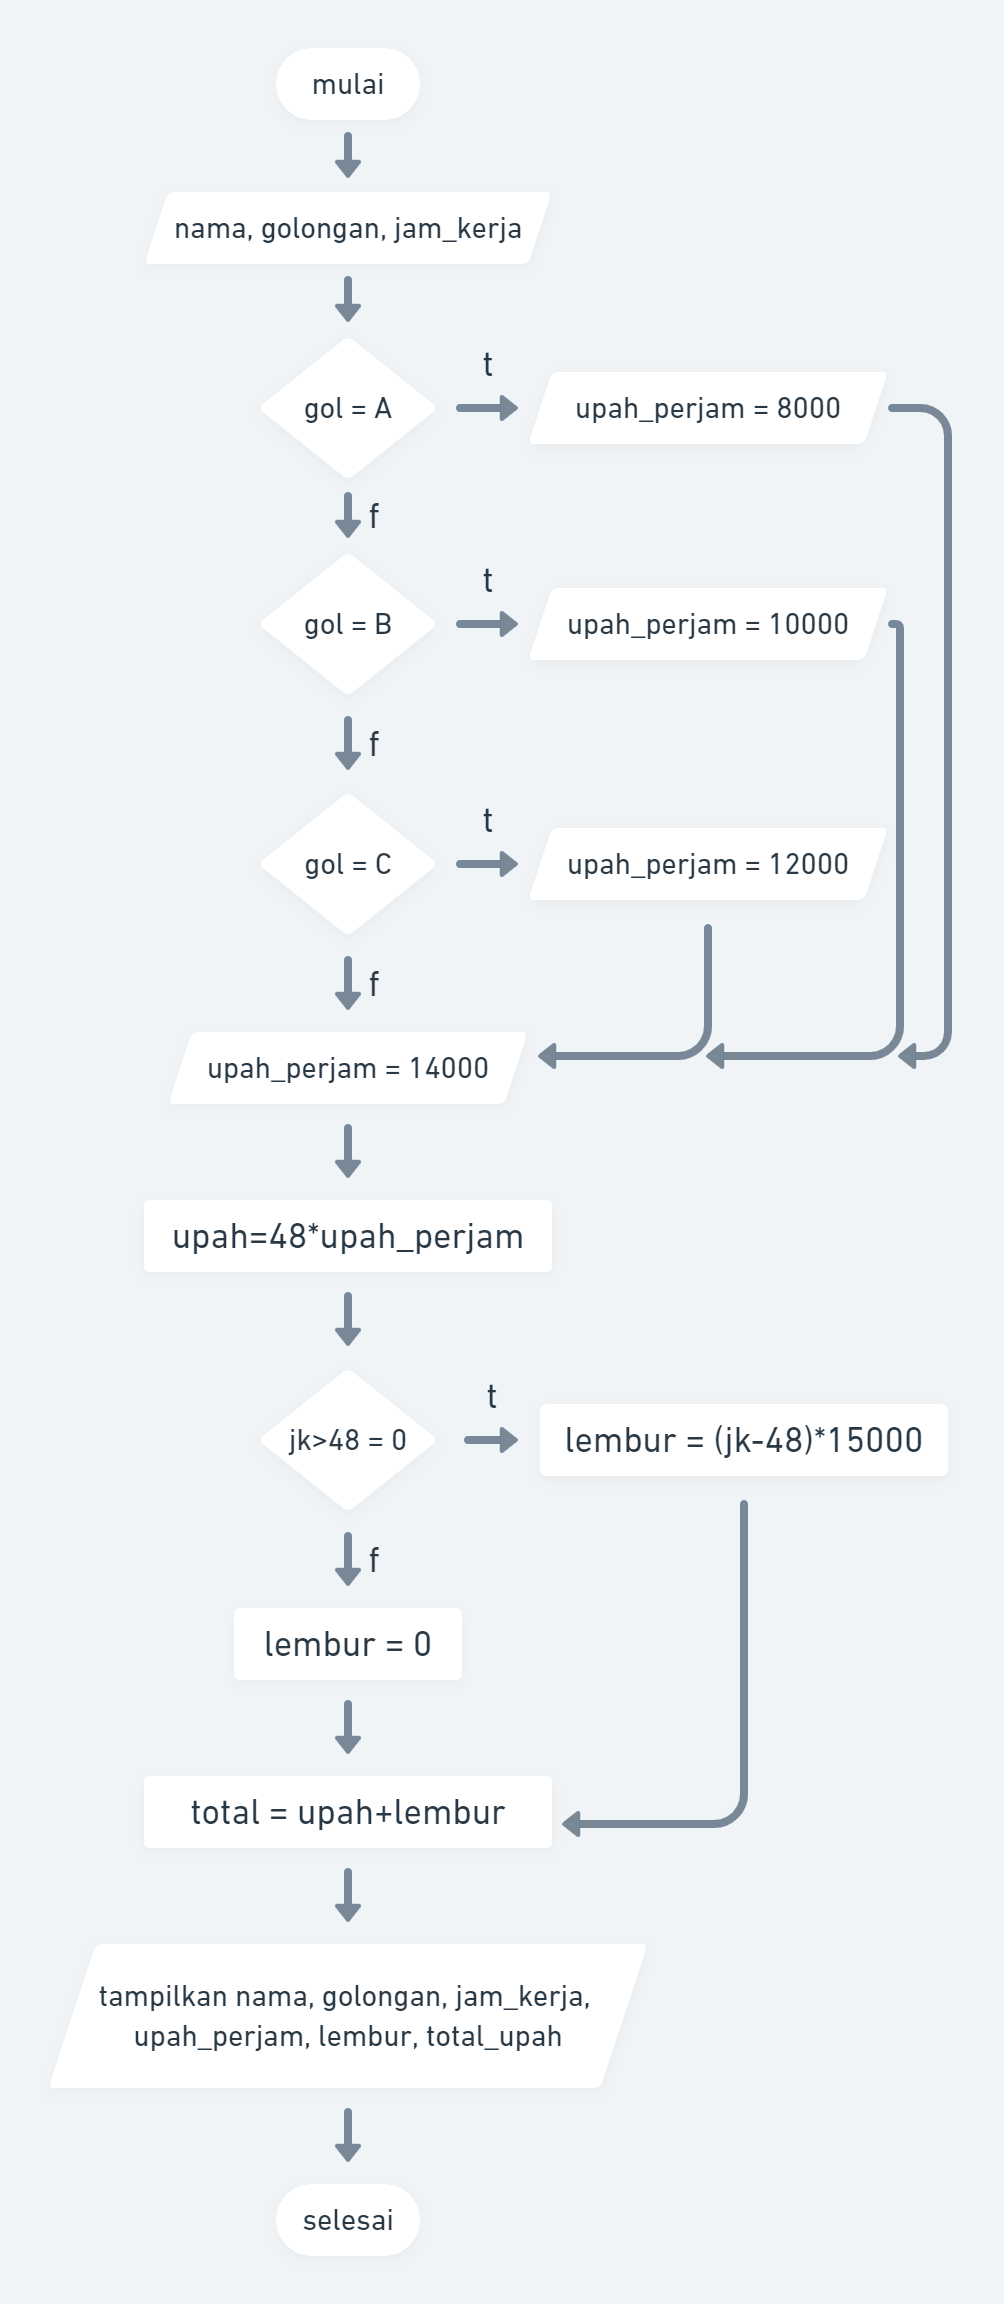 mulai
nama, golongan, jam_kerja
gol = A
t
upah_perjam = 8000
f
gol = B
t
upah_perjam = 10000
f
gol = C
t
upah_perjam = 12000
f
upah_perjam = 14000
upah=48*upah_perjam
jk>48 = 0
t
lembur = (jk-48)*15000
f
lembur = 0
total = upah+lembur
tampilkan nama, golongan, jam_kerja,
upah_perjam, lembur, total_upah
selesai